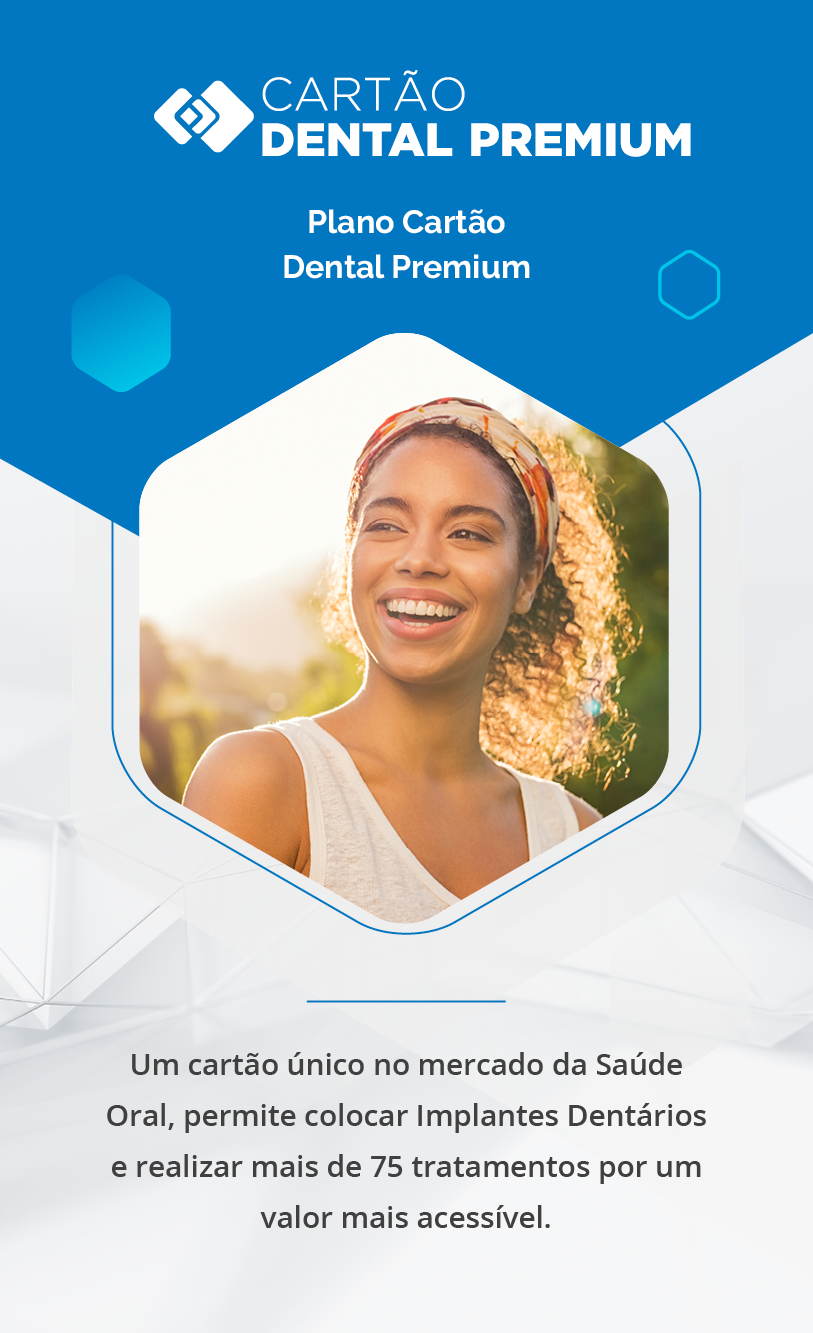 CARTÃO
DENTAL PREMIUM
Plano Cartão
Dental Premium
Um cartão único no mercado da Saúde
Oral, permite colocar Implantes Dentários
e realizar mais de 75 tratamentos por um
valor mais acessível.